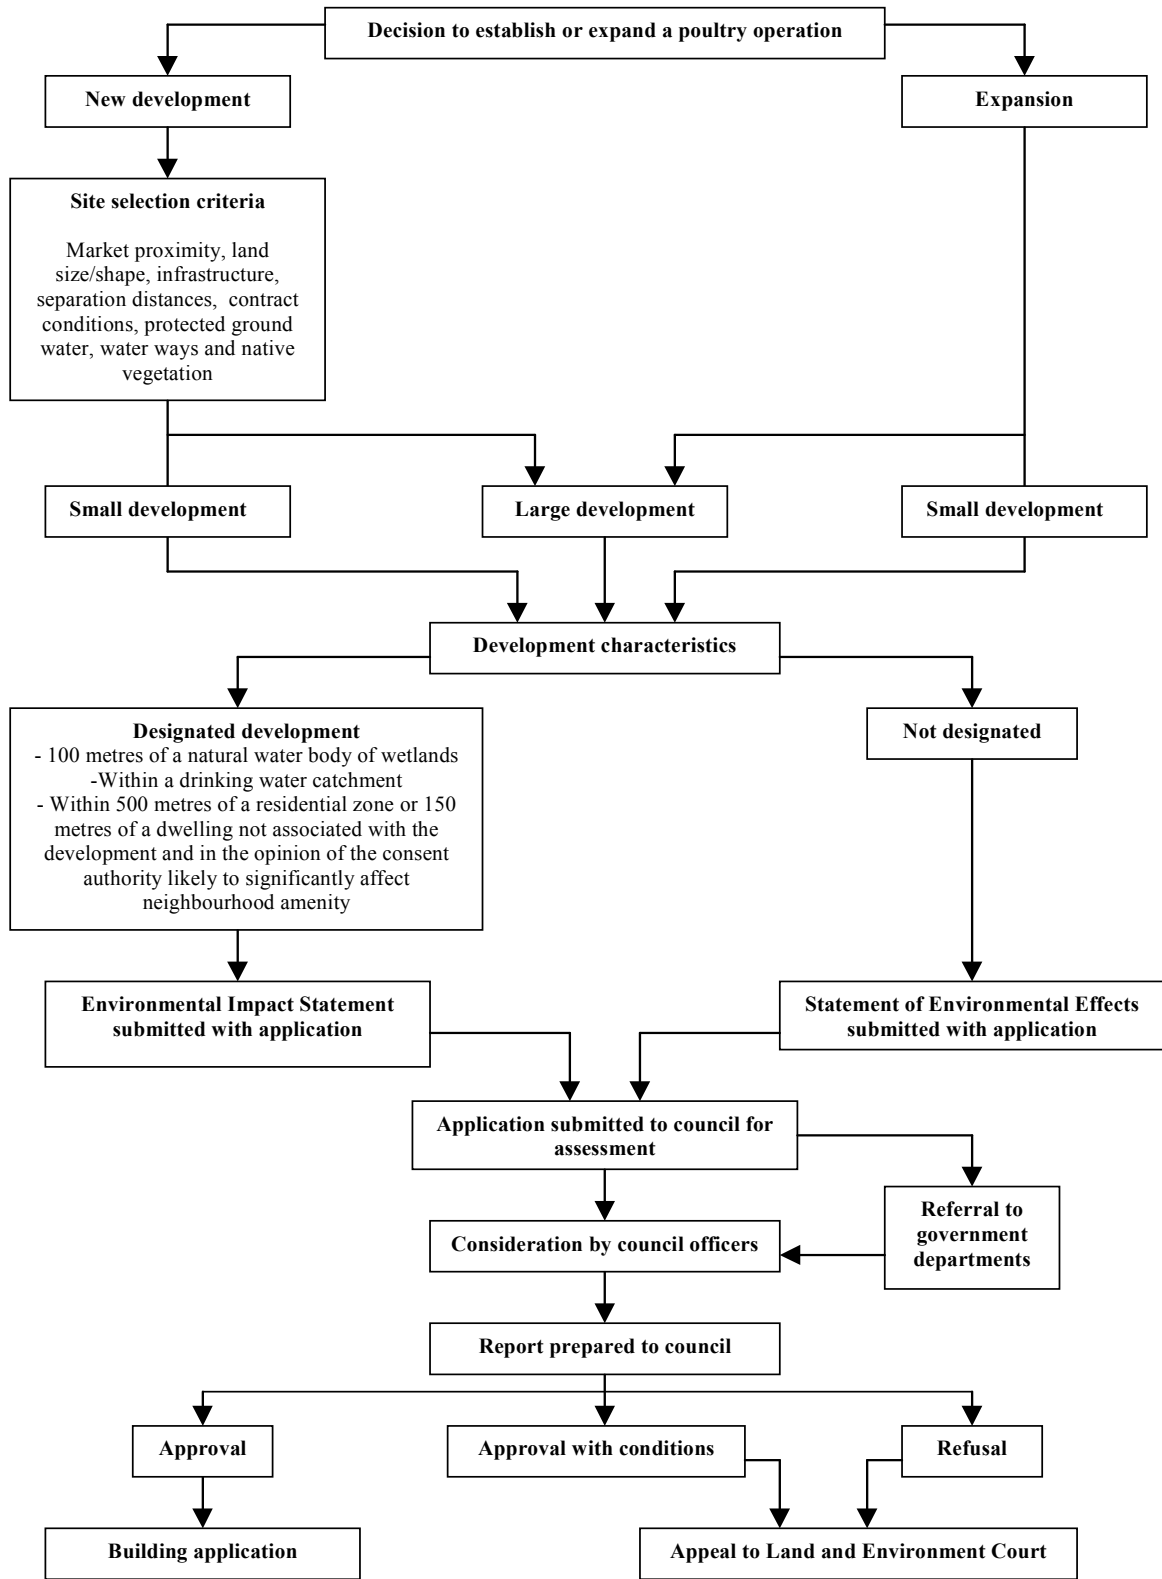 Decision to establish or expand a poultry operation
New development
Expansion
Site selection criteria
Market proximity, land
size/shape, infrastructure,
separation distances, contract
conditions, protected ground
water, water ways and native
vegetation
Small development
Large development
Small development
Development characteristics
Designated development
- 100 metres of a natural water body of wetlands
-Within a drinking water catchment
- Within 500 metres of a residential zone or 150
metres of a dwelling not associated with the
development and in the opinion of the consent
authority likely to significantly affect
neighbourhood amenity
Not designated
Environmental Impact Statement
submitted with application
Statement of Environmental Effects
submitted with application
Application submitted to council for
assessment
Referral to
government
departments
Consideration by council officers
Report prepared to council
Approval
Approval with conditions
Refusal
Building application
Appeal to Land and Environment Court